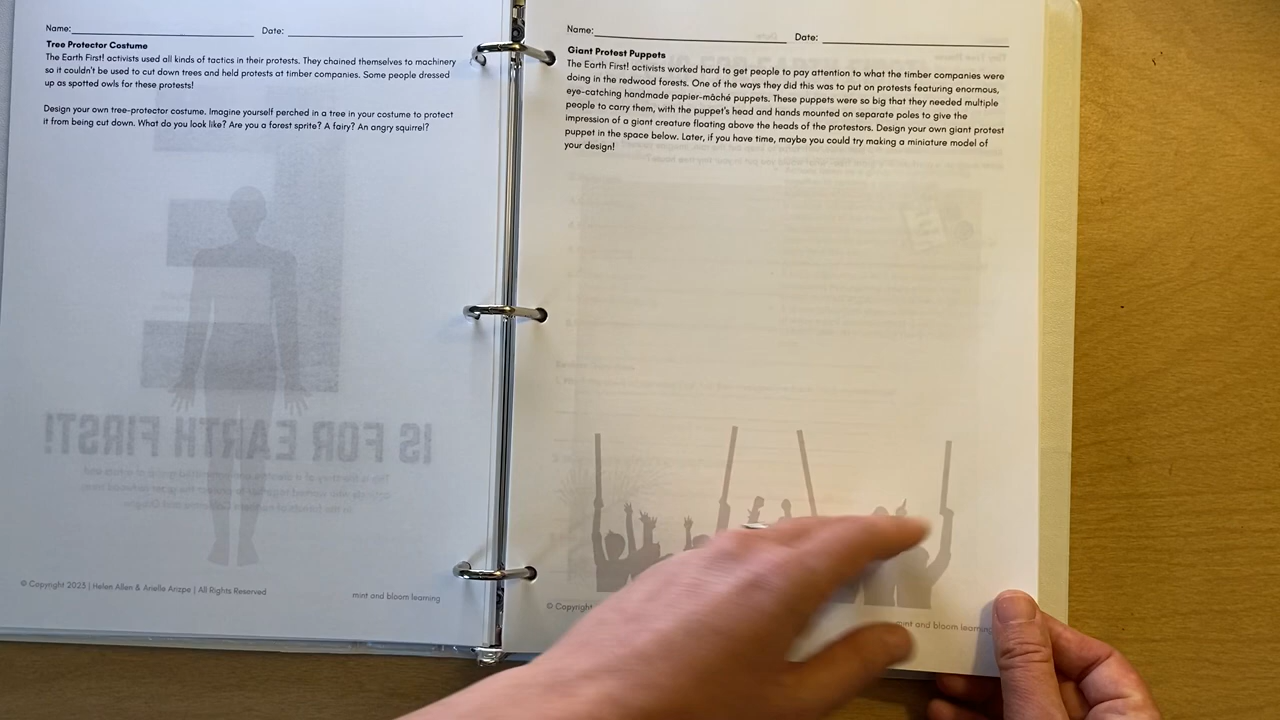 Name: Date:
Tree Protector Costume
The Earth First! activists used all kinds of tactics in their protests. They chained themselves to machinery
so it couldn't be used to cut down trees and held protests at timber companies. Some people dressed
up as spotted owls for these protests!
Design your own tree-protector costume. Imagine yourself perched in a tree in your costume to protect
it from being cut down. What do you look like? Are you a forest sprite? A fairy? An angry squirrel?
IS FOR EARTH FIRST!
© Copyright 2023 | Helen Allen & Arielle Arizpe | All Rights Reserved
mint and bloom learning
Name: Date:
Giant Protest Puppets
The Earth First! activists worked hard to get people to pay attention to what the timber companies were
doing in the redwood forests. One of the ways they did this was to put on protests featuring enormous,
eye-catching handmade papier-mâché puppets. These puppets were so big that they needed multiple
people to carry them, with the puppet's head and hands mounted on separate poles to give the
impression of a giant creature floating above the heads of the protestors. Design your own giant protest
puppet in the space below. Later, if you have time, maybe you could try making a miniature model of
your design!
© Copyright
mint and bloom learning